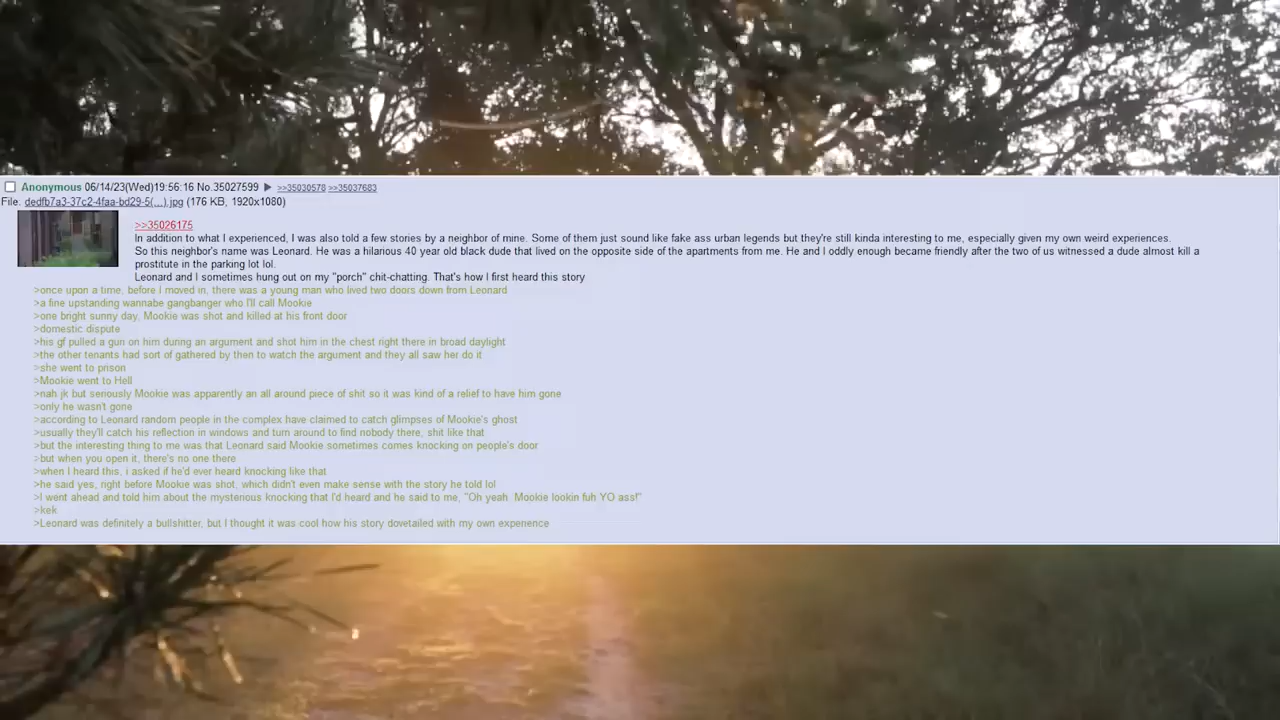 Anonymous 06/14/23(Wed)19:56:16 No.35027599 ▶ >>35030578 >>35037683
File: dedfb7a3-37c2-4faa-bd29-5(...).jpg (176 KB, 1920x1080)
>>35026175
In addition to what I experienced, I was also told a few stories by a neighbor of mine. Some of them just sound like fake ass urban legends but they're still kinda interesting to me, especially given my own weird experiences.
So this neighbor's name was Leonard. He was a hilarious 40 year old black dude that lived on the opposite side of the apartments from me. He and I oddly enough became friendly after the two of us witnessed a dude almost kill a
prostitute in the parking lot lol.
Leonard and I sometimes hung out on my "porch" chit-chatting. That's how I first heard this story
>once upon a time, before I moved in, there was a young man who lived two doors down from Leonard
>a fine upstanding wannabe gangbanger who I'll call Mookie
>one bright sunny day, Mookie was shot and killed at his front door
>domestic dispute
>his gf pulled a gun on him during an argument and shot him in the chest right there in broad daylight
>the other tenants had sort of gathered by then to watch the argument and they all saw her do it
>she went to prison
>Mookie went to Hell
>nah jk but seriously Mookie was apparently an all around piece of shit so it was kind of a relief to have him gone
>only he wasn't gone
>according to Leonard random people in the complex have claimed to catch glimpses of Mookie's ghost
>usually they'll catch his reflection in windows and turn around to find nobody there, shit like that
>but the interesting thing to me was that Leonard said Mookie sometimes comes knocking on people's door
>but when you open it, there's no one there
>when I heard this, i asked if he'd ever heard knocking like that
>he said yes, right before Mookie was shot, which didn't even make sense with the story he told lol
>I went ahead and told him about the mysterious knocking that I'd heard and he said to me, "Oh yeah. Mookie lookin fuh YO ass!"
>kek
>Leonard was definitely a bullshitter, but I thought it was cool how his story dovetailed with my own experience